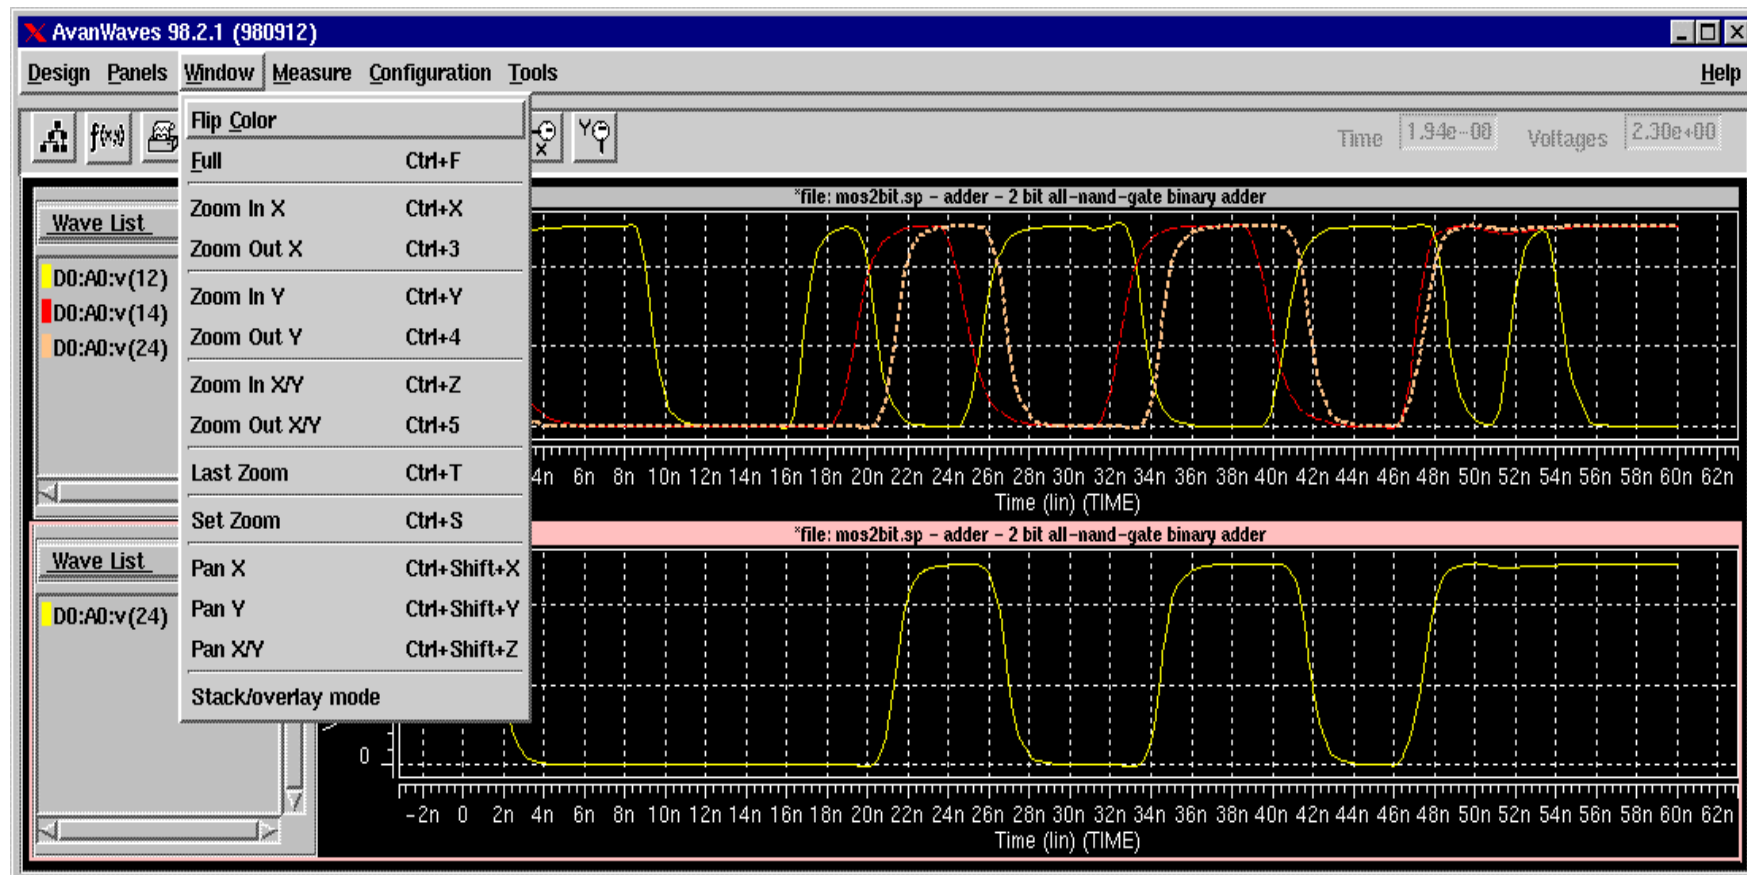 AvanWaves 98.2.1 (980912)
Design Panels Window Measure Configuration Tools Help
f(x,y) X Y Time 1.94e-08 Voltages 2.30e+00
Flip Color
Full Ctrl+F
Zoom In X Ctrl+X
Zoom Out X Ctrl+3
Zoom In Y Ctrl+Y
Zoom Out Y Ctrl+4
Zoom In X/Y Ctrl+Z
Zoom Out X/Y Ctrl+5
Last Zoom Ctrl+T
Set Zoom Ctrl+S
Pan X Ctrl+Shift+X
Pan Y Ctrl+Shift+Y
Pan X/Y Ctrl+Shift+Z
Stack/overlay mode
*file: mos2bit.sp - adder - 2 bit all-nand-gate binary adder
Wave List
D0:A0:v(12)
D0:A0:v(14)
D0:A0:v(24)
4n 6n 8n 10n 12n 14n 16n 18n 20n 22n 24n 26n 28n 30n 32n 34n 36n 38n 40n 42n 44n 46n 48n 50n 52n 54n 56n 58n 60n 62n
Time (lin) (TIME)
*file: mos2bit.sp - adder - 2 bit all-nand-gate binary adder
Wave List
D0:A0:v(24)
0
-2n 0 2n 4n 6n 8n 10n 12n 14n 16n 18n 20n 22n 24n 26n 28n 30n 32n 34n 36n 38n 40n 42n 44n 46n 48n 50n 52n 54n 56n 58n 60n 62n
Time (lin) (TIME)